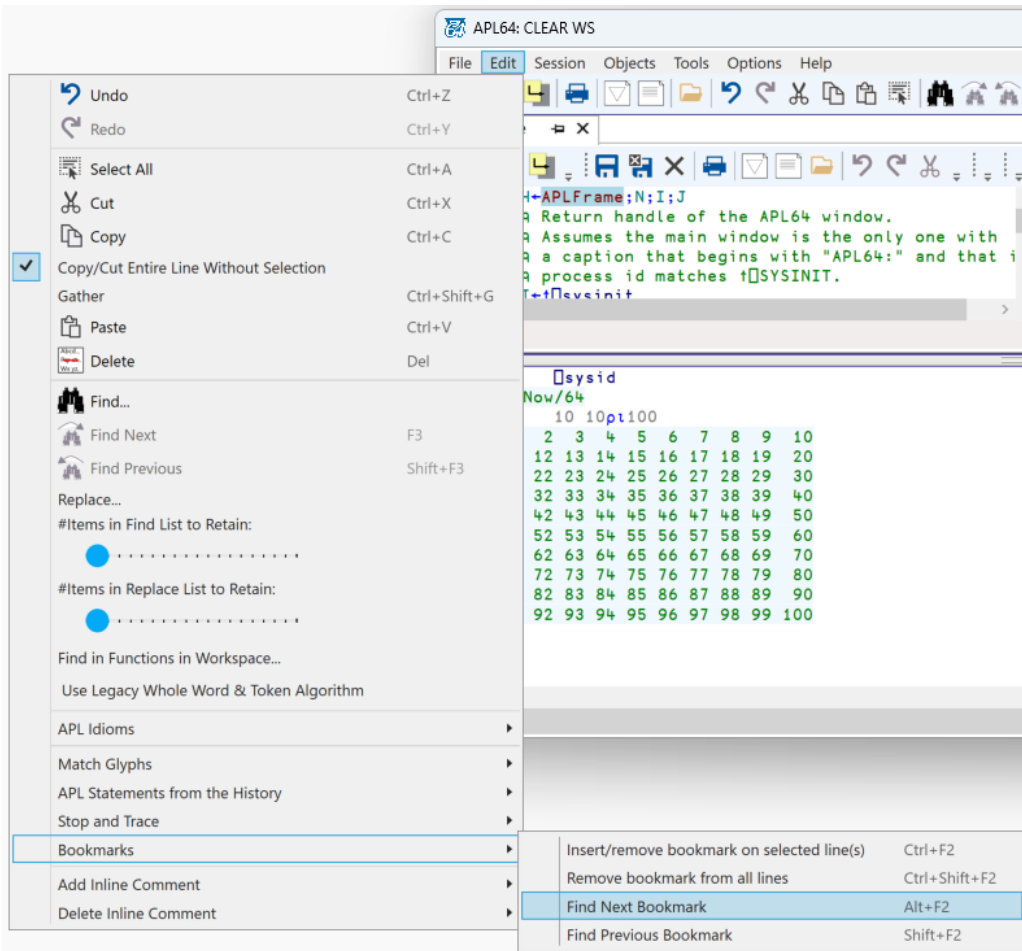 APL64: CLEAR WS
File Edit Session Objects Tools Options Help
Undo Ctrl+Z
Redo Ctrl+Y
Select All Ctrl+A
Cut Ctrl+X
Copy Ctrl+C
Copy/Cut Entire Line Without Selection
Gather Ctrl+Shift+G
Paste Ctrl+V
Delete Del
Find...
Find Next F3
Find Previous Shift+F3
Replace...
#Items in Find List to Retain:
#Items in Replace List to Retain:
Find in Functions in Workspace...
Use Legacy Whole Word & Token Algorithm
APL Idioms
Match Glyphs
APL Statements from the History
Stop and Trace
Bookmarks
Add Inline Comment
Delete Inline Comment
←APLFrame;N;I;J
Return handle of the APL64 window.
Assumes the main window is the only one with
a caption that begins with "APL64:" and that i
process id matches ↑⎕SYSINIT.
I←↑⎕sysinit
⎕sysid
Now/64
10 10⍴⍳100
2 3 4 5 6 7 8 9 10
12 13 14 15 16 17 18 19 20
22 23 24 25 26 27 28 29 30
32 33 34 35 36 37 38 39 40
42 43 44 45 46 47 48 49 50
52 53 54 55 56 57 58 59 60
62 63 64 65 66 67 68 69 70
72 73 74 75 76 77 78 79 80
82 83 84 85 86 87 88 89 90
92 93 94 95 96 97 98 99 100
Insert/remove bookmark on selected line(s) Ctrl+F2
Remove bookmark from all lines Ctrl+Shift+F2
Find Next Bookmark Alt+F2
Find Previous Bookmark Shift+F2